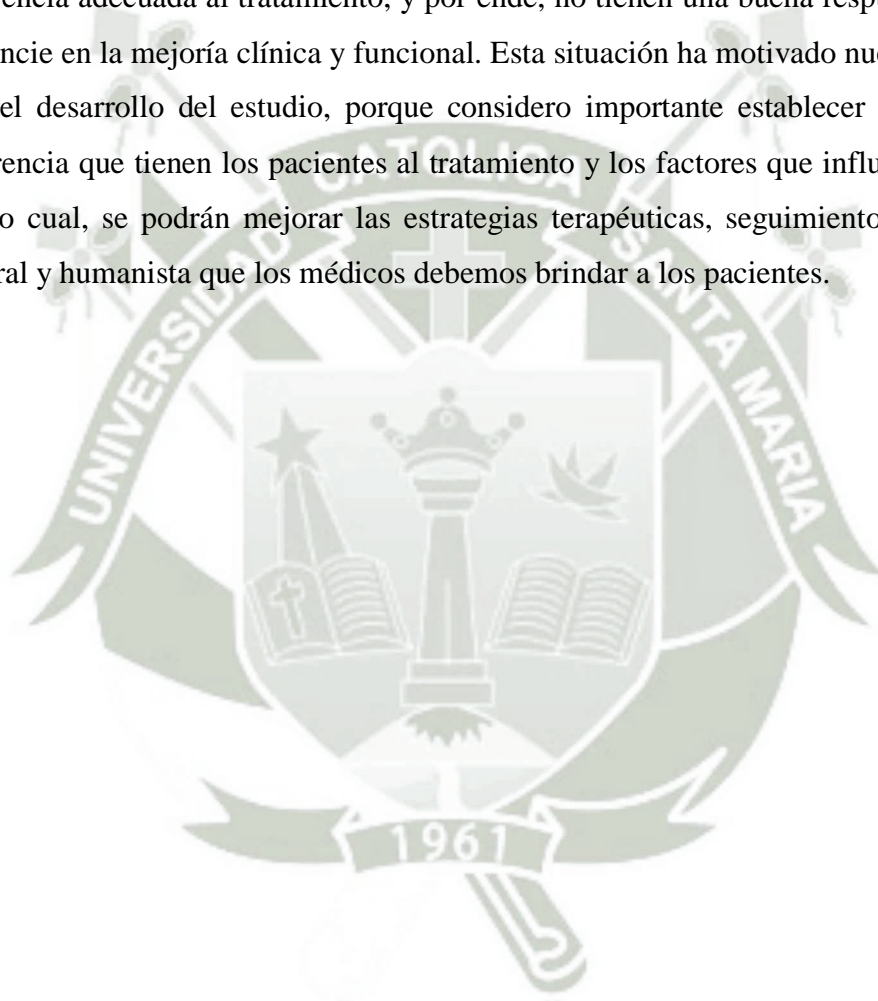 encia adecuada al tratamiento, y por ende, no tienen una buena resp
ncie en la mejoría clínica y funcional. Esta situación ha motivado nu
el desarrollo del estudio, porque considero importante establecer
rencia que tienen los pacientes al tratamiento y los factores que influ
o cual, se podrán mejorar las estrategias terapéuticas, seguimiento
ral y humanista que los médicos debemos brindar a los pacientes.
UNIVERSIDAD CATOLICA SANTA MARIA
1961